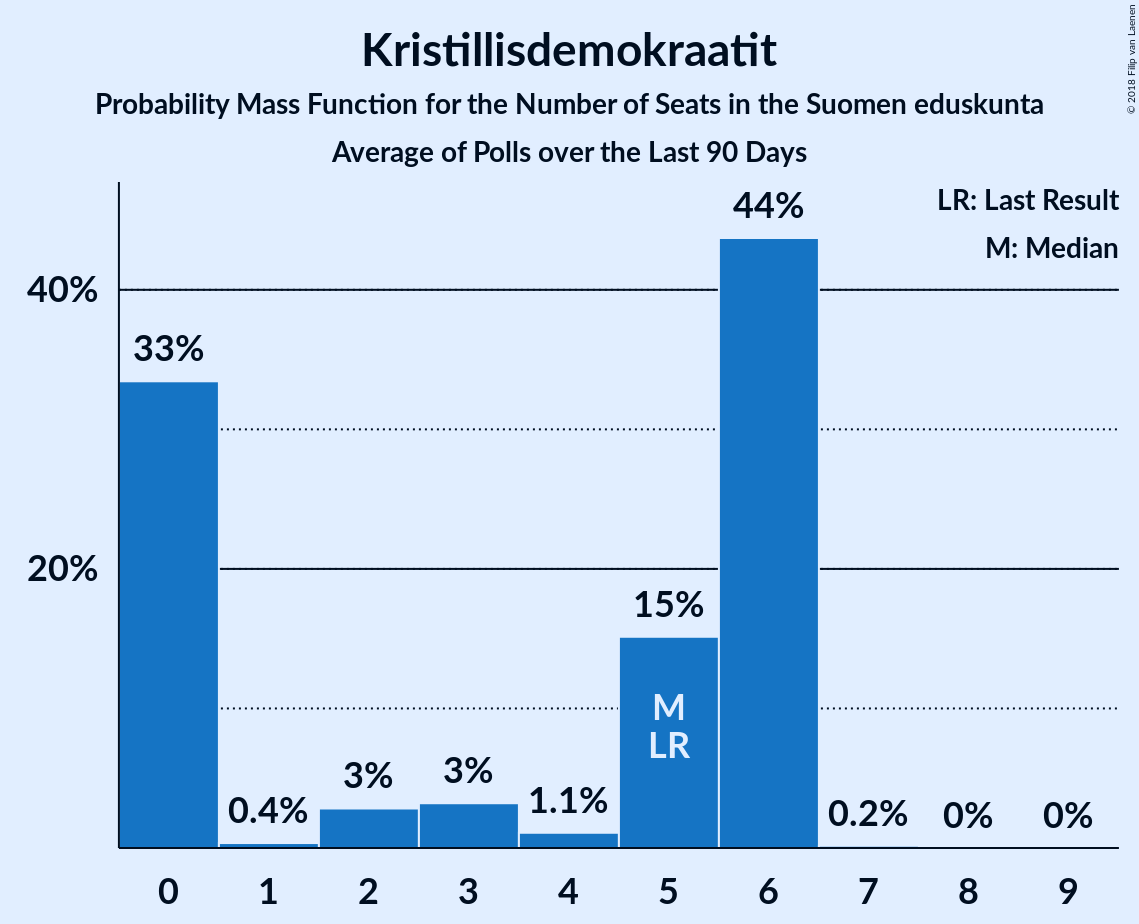 Kristillisdemokraatit
Probability Mass Function for the Number of Seats in the Suomen eduskunta
Average of Polls over the Last 90 Days
© 2018 Filip van Laenen
LR: Last Result
M: Median
40%
20%
33%
0.4%
3%
3%
1.1%
15%
44%
0.2%
0%
0%
M
LR
0 1 2 3 4 5 6 7 8 9